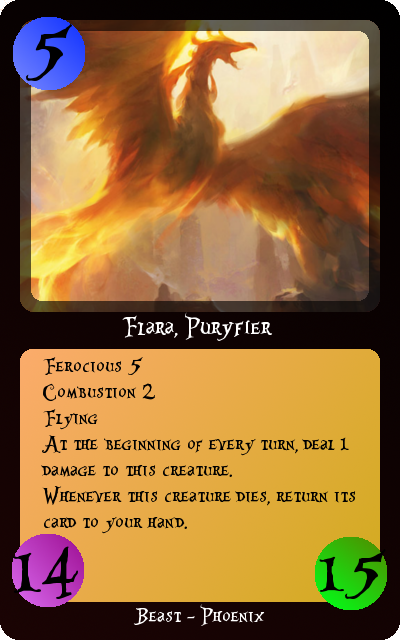 5
Fiara, Puryfier
Ferocious 5
Combustion 2
Flying
At the beginning of every turn, deal 1
damage to this creature.
Whenever this creature dies, return its
card to your hand.
14
15
Beast - Phoenix